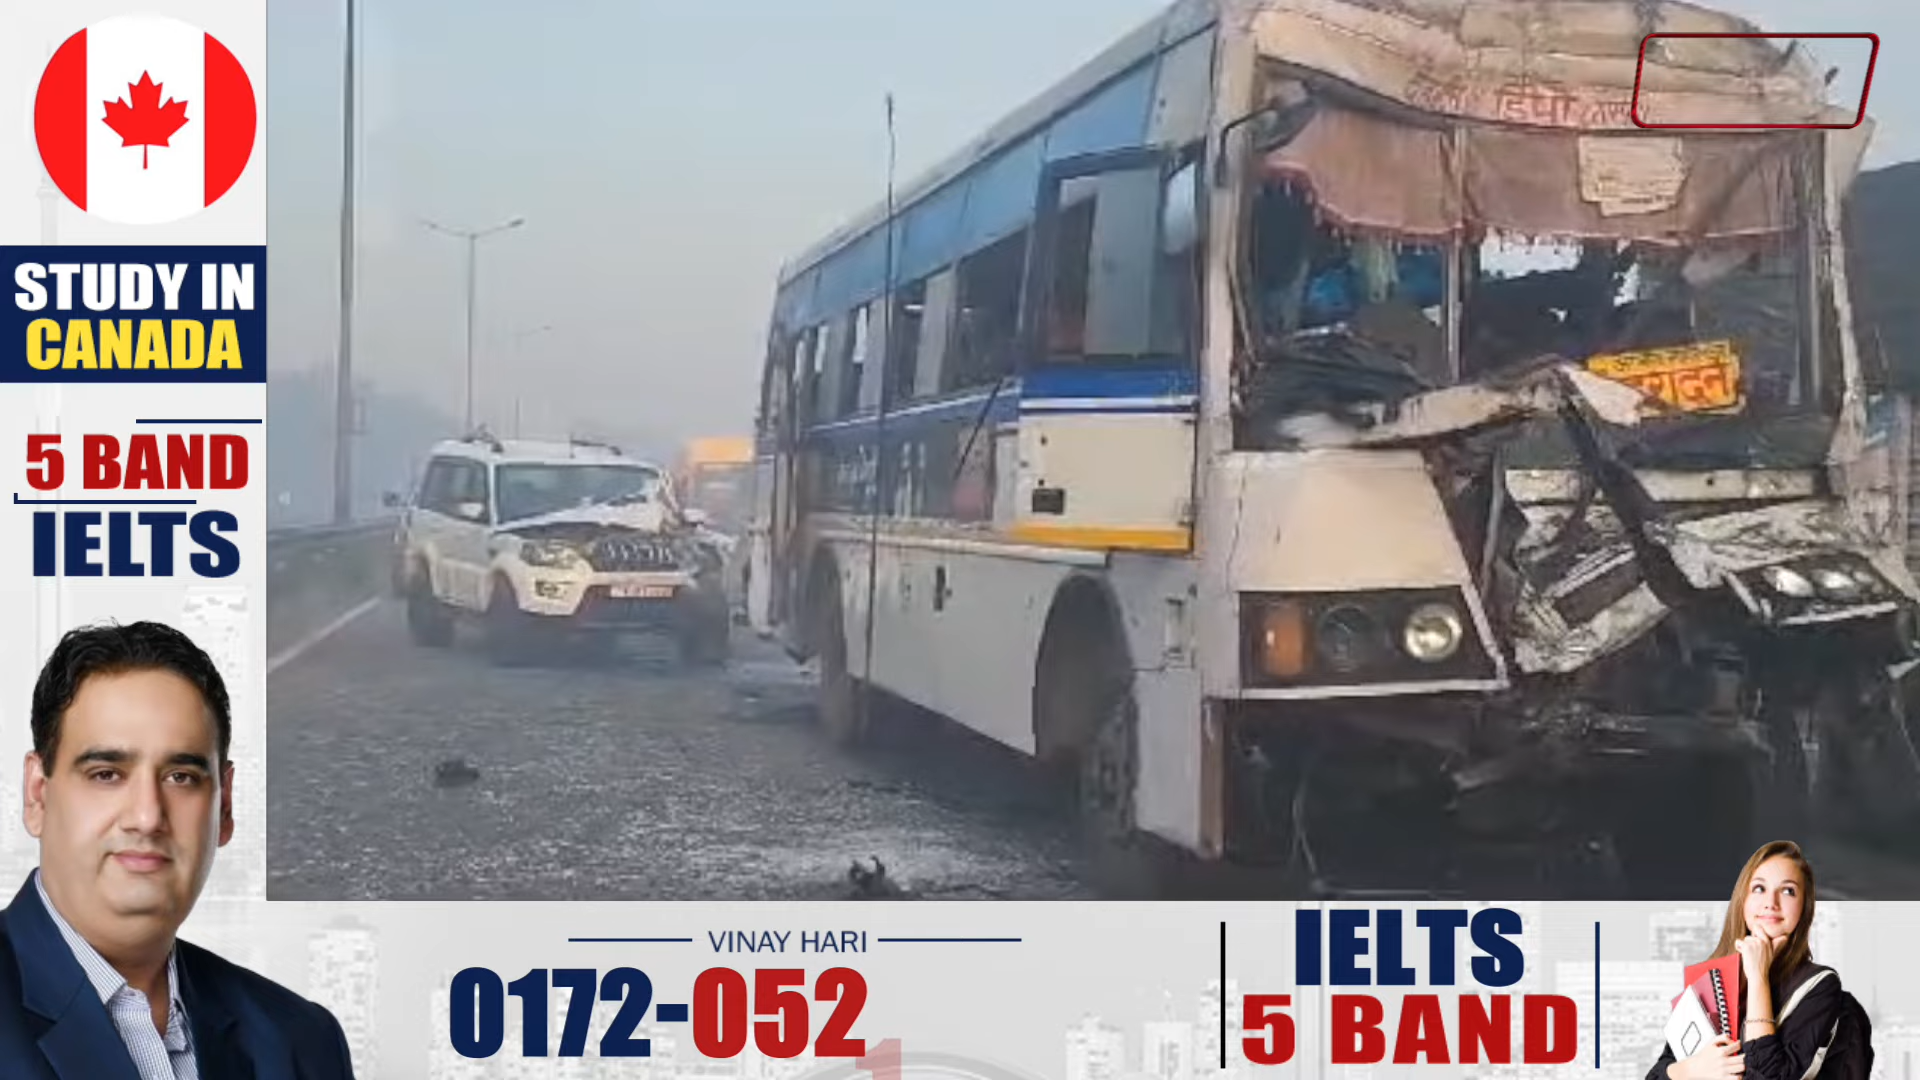 STUDY IN
CANADA
5 BAND
IELTS
VINAY HARI
0172-052
IELTS
5 BAND